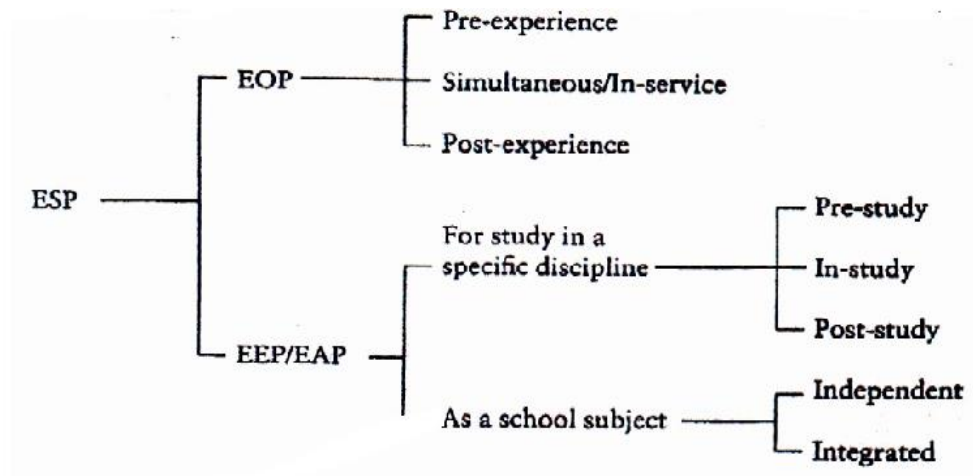 Pre-experience
EOP
Simultaneous/In-service
Post-experience
ESP
For study in a
specific discipline
Pre-study
In-study
Post-study
EEP/EAP
As a school subject
Independent
Integrated